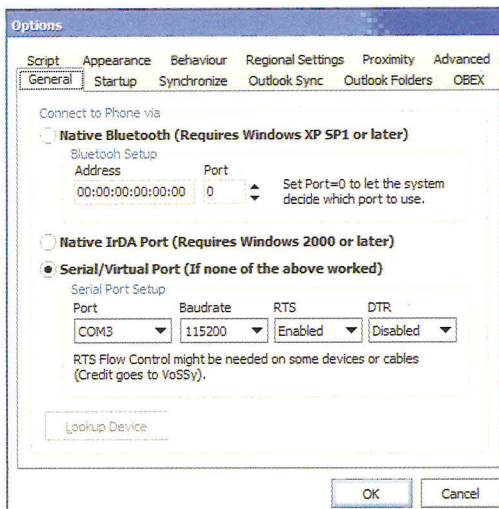 Options
Script Appearance Behaviour Regional Settings Proximity Advanced
General Startup Synchronize Outlook Sync Outlook Folders OBEX
Connect to Phone via
Native Bluetooth (Requires Windows XP SP1 or later)
Bluetooh Setup
Address Port
00:00:00:00:00:00 0
Set Port=0 to let the system
decide which port to use.
Native IrDA Port (Requires Windows 2000 or later)
Serial/Virtual Port (If none of the above worked)
Serial Port Setup
Port Baudrate RTS DTR
COM3 115200 Enabled Disabled
RTS Flow Control might be needed on some devices or cables
(Credit goes to VoSSy).
Lookup Device
OK Cancel